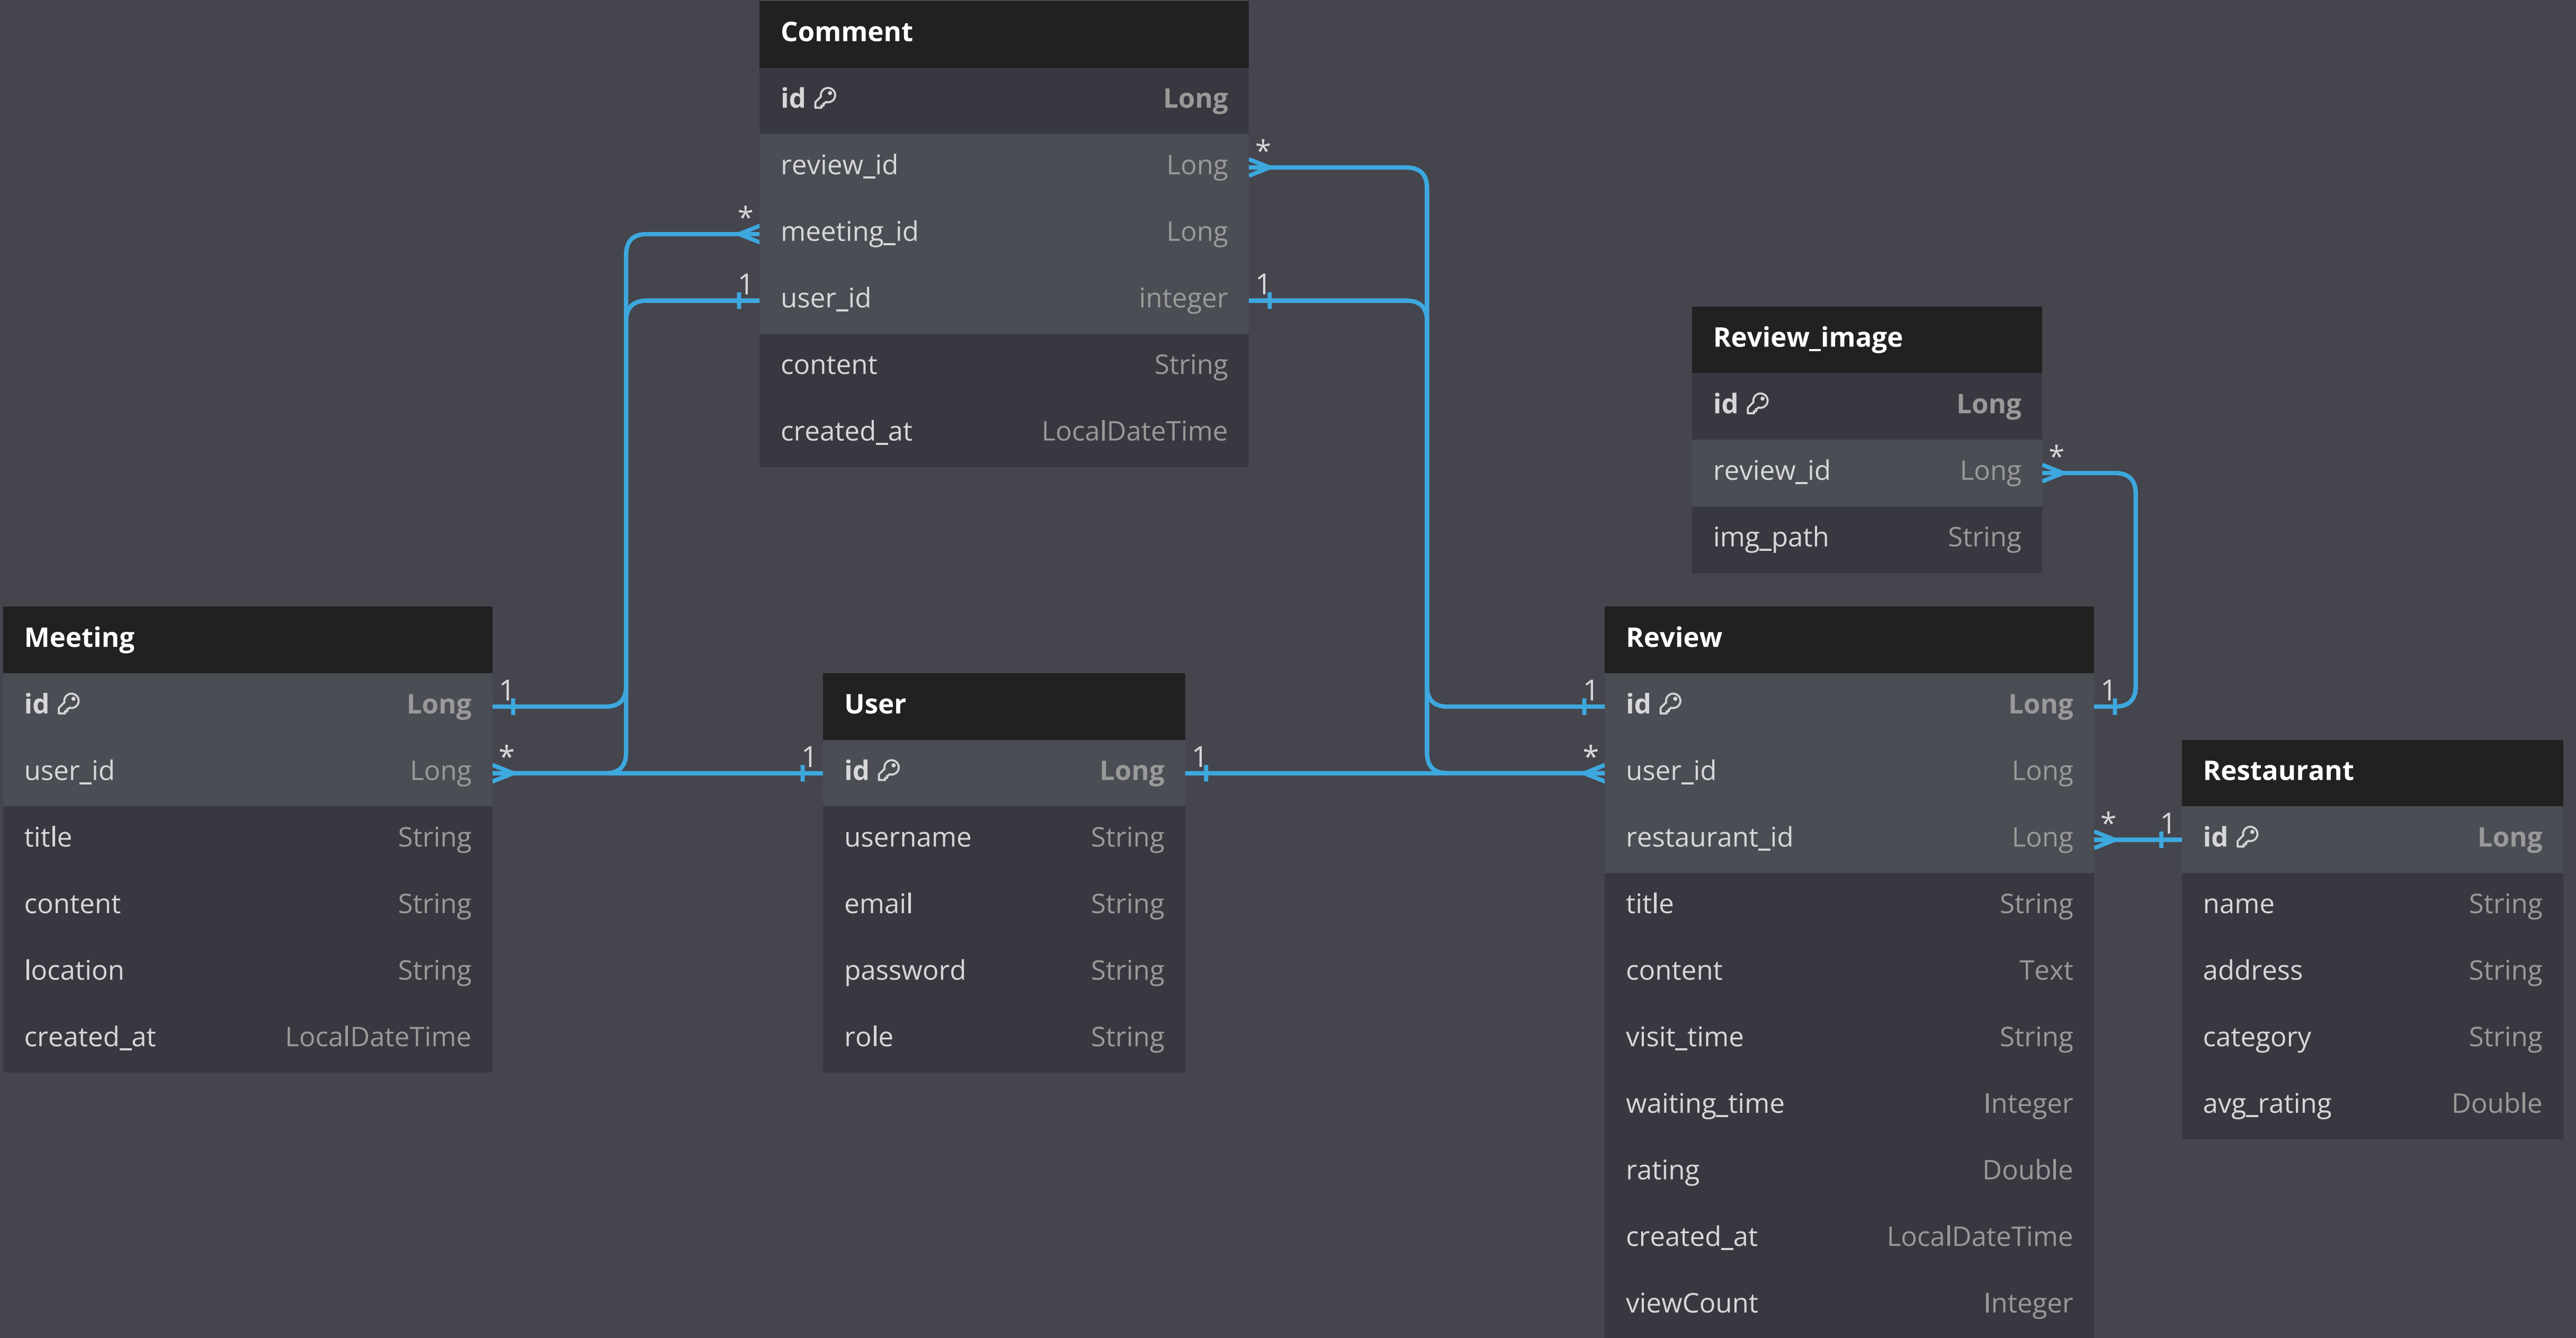 Comment
id Long
review_id Long
*
meeting_id Long
*
user_id integer
1 1
content String
created_at LocalDateTime
Review_image
id Long
review_id Long
*
img_path String
Meeting
id Long
1
user_id Long
*
title String
content String
location String
created_at LocalDateTime
User
id Long
1 1
username String
email String
password String
role String
Review
id Long
1 1
user_id Long
*
restaurant_id Long
*
title String
content Text
visit_time String
waiting_time Integer
rating Double
created_at LocalDateTime
viewCount Integer
Restaurant
id Long
1
name String
address String
category String
avg_rating Double